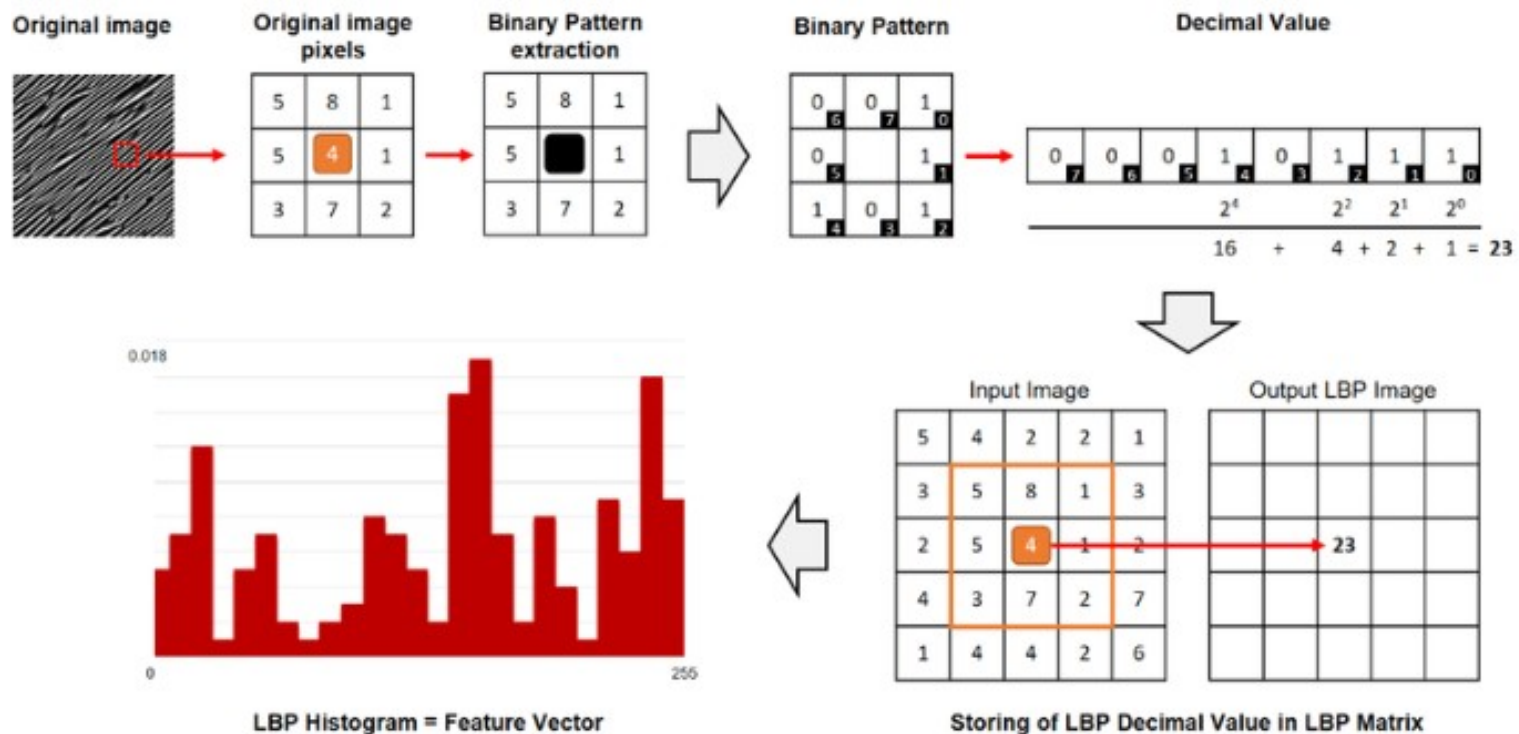 Original image
Original image
pixels
Binary Pattern
extraction
Binary Pattern
Decimal Value
5 8 1
5 4 1
3 7 2
5 8 1
5 1
3 7 2
0 6 0 7 1 0
0 5 1 1
1 4 0 3 1 2
0 7 0 6 0 5 1 4 0 3 1 2 1 1 1 0
2⁴ 2² 2¹ 2⁰
16 + 4 + 2 + 1 = 23
Input Image
5 4 2 2 1
3 5 8 1 3
2 5 4 1 2
4 3 7 2 7
1 4 4 2 6
Output LBP Image
23
Storing of LBP Decimal Value in LBP Matrix
0.018
0 255
LBP Histogram = Feature Vector